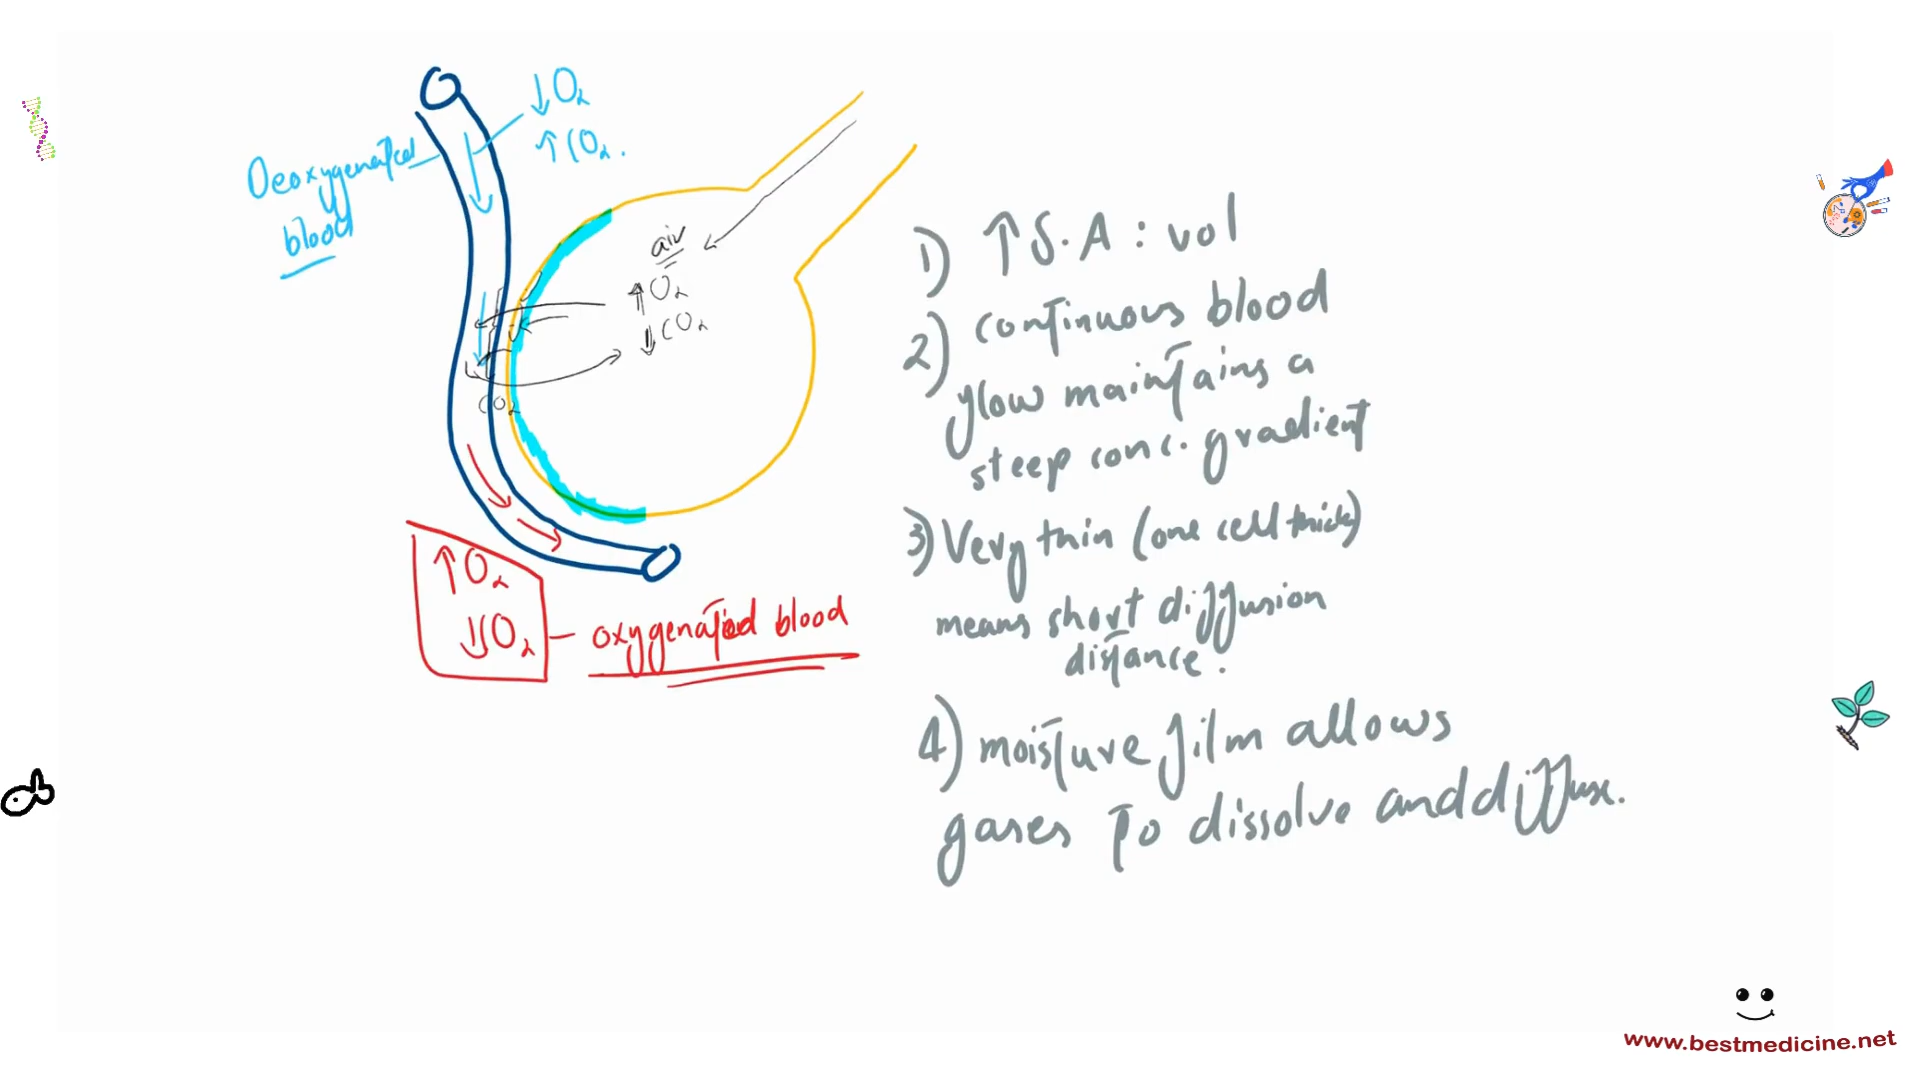 ↓O₂
↑CO₂.
Deoxygenated
blood
air
↑O₂
↓CO₂
CO₂
↑O₂
↓CO₂
oxygenated blood
1) ↑ S.A : vol
2) continuous blood
flow maintains a
steep conc. gradient
3) Very thin (one cell thick)
means short diffusion
distance.
4) moisture film allows
gases to dissolve and diffuse.
www.bestmedicine.net